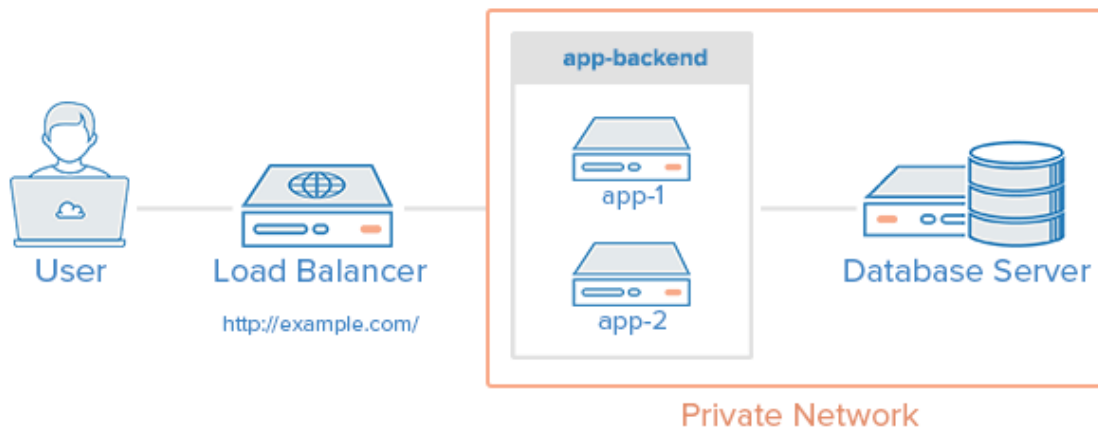 app-backend
app-1
app-2
User
Load Balancer
http://example.com/
Database Server
Private Network